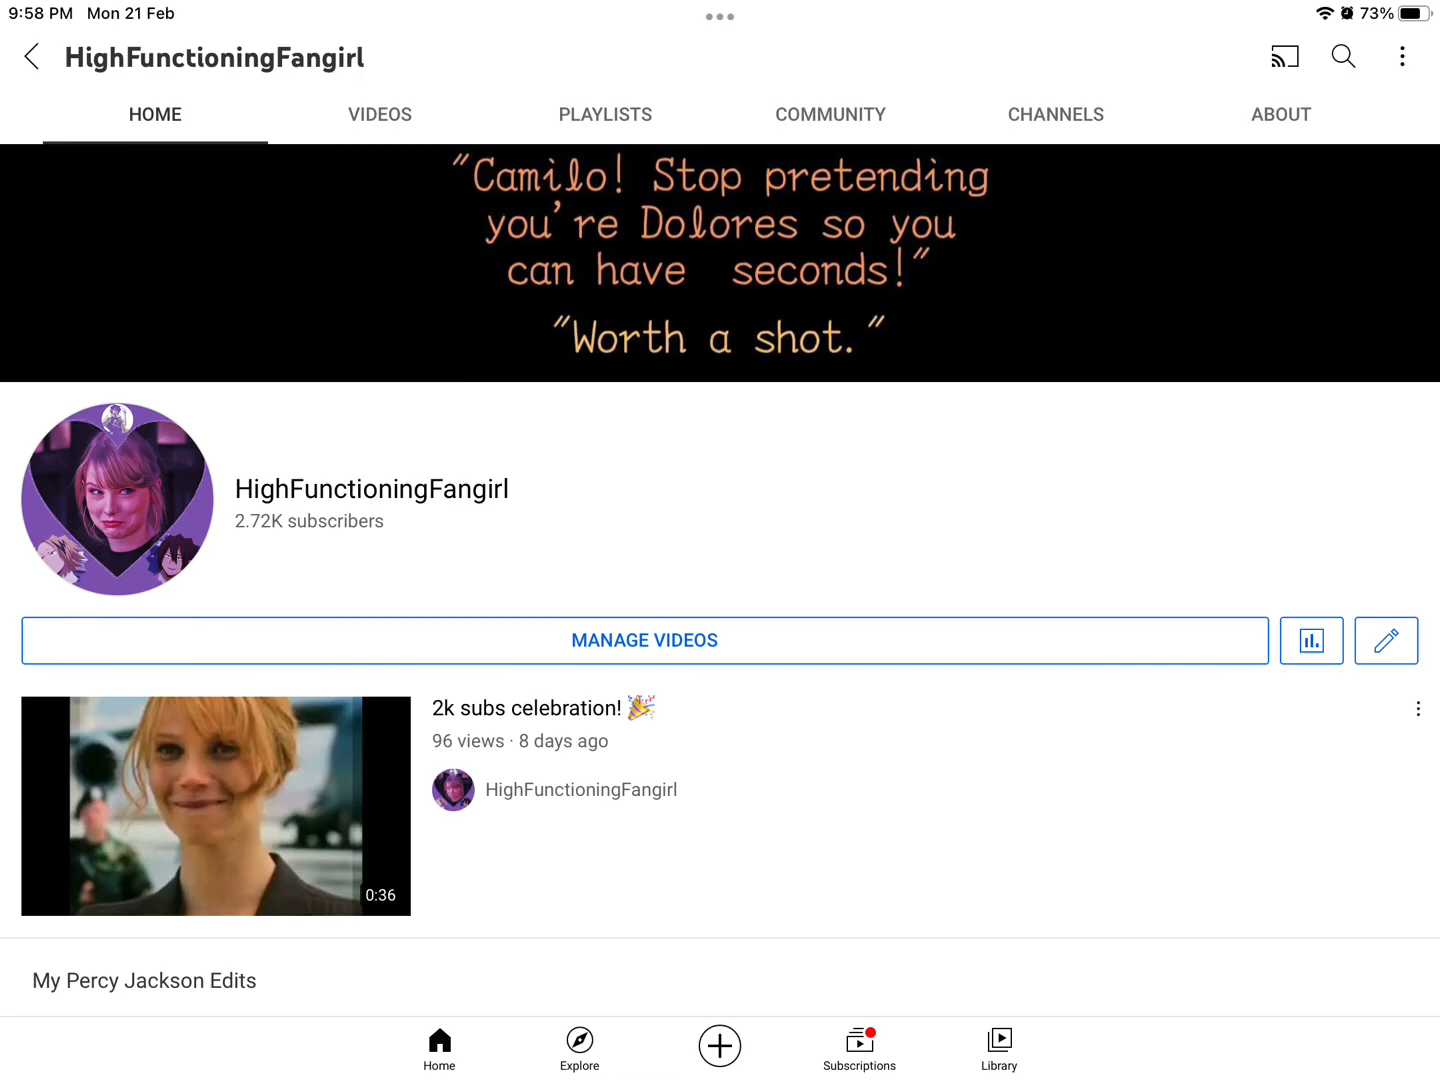 9:58 PM Mon 21 Feb
73%
HighFunctioningFangirl
HOME VIDEOS PLAYLISTS COMMUNITY CHANNELS ABOUT
"Camilo! Stop pretending
you're Dolores so you
can have seconds!"
"Worth a shot."
HighFunctioningFangirl
2.72K subscribers
MANAGE VIDEOS
2k subs celebration! 🎉
96 views · 8 days ago
HighFunctioningFangirl
0:36
My Percy Jackson Edits
Home Explore Subscriptions Library